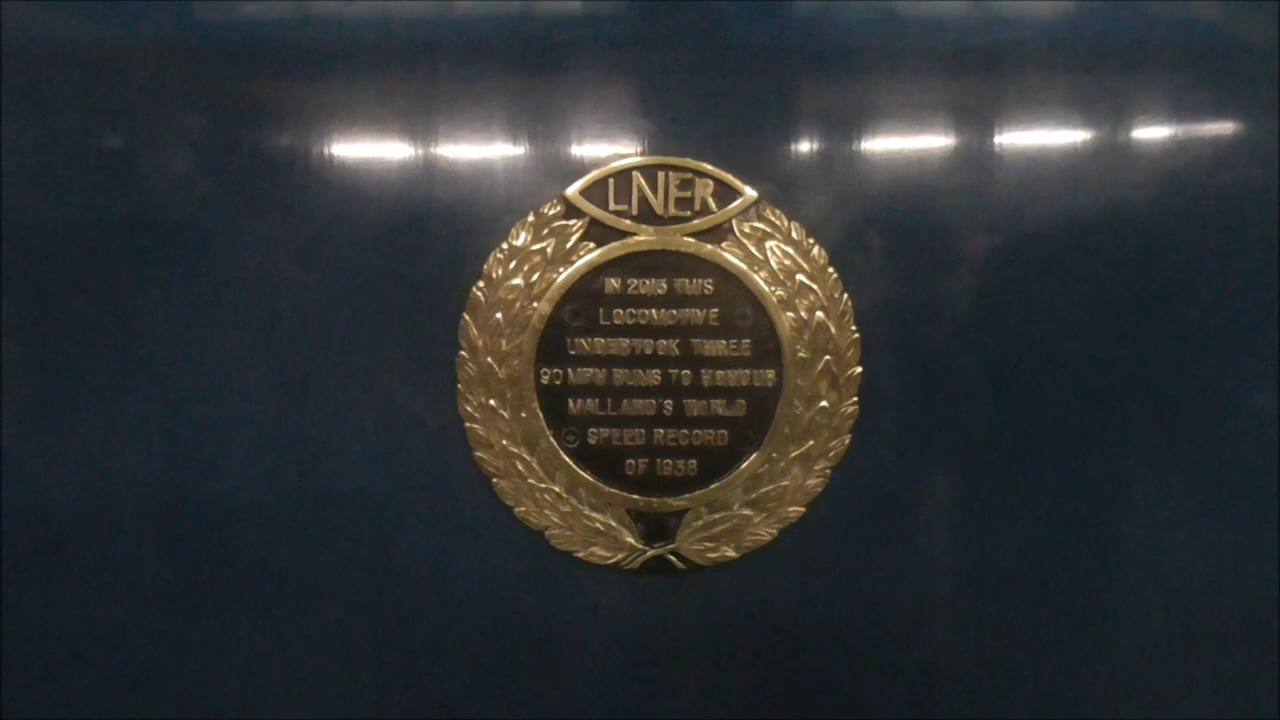 LNER
IN 2013 THIS
LOCOMOTIVE
UNDERTOOK THREE
90 MPH RUNS TO HONOUR
MALLARD'S WORLD
SPEED RECORD
OF 1938